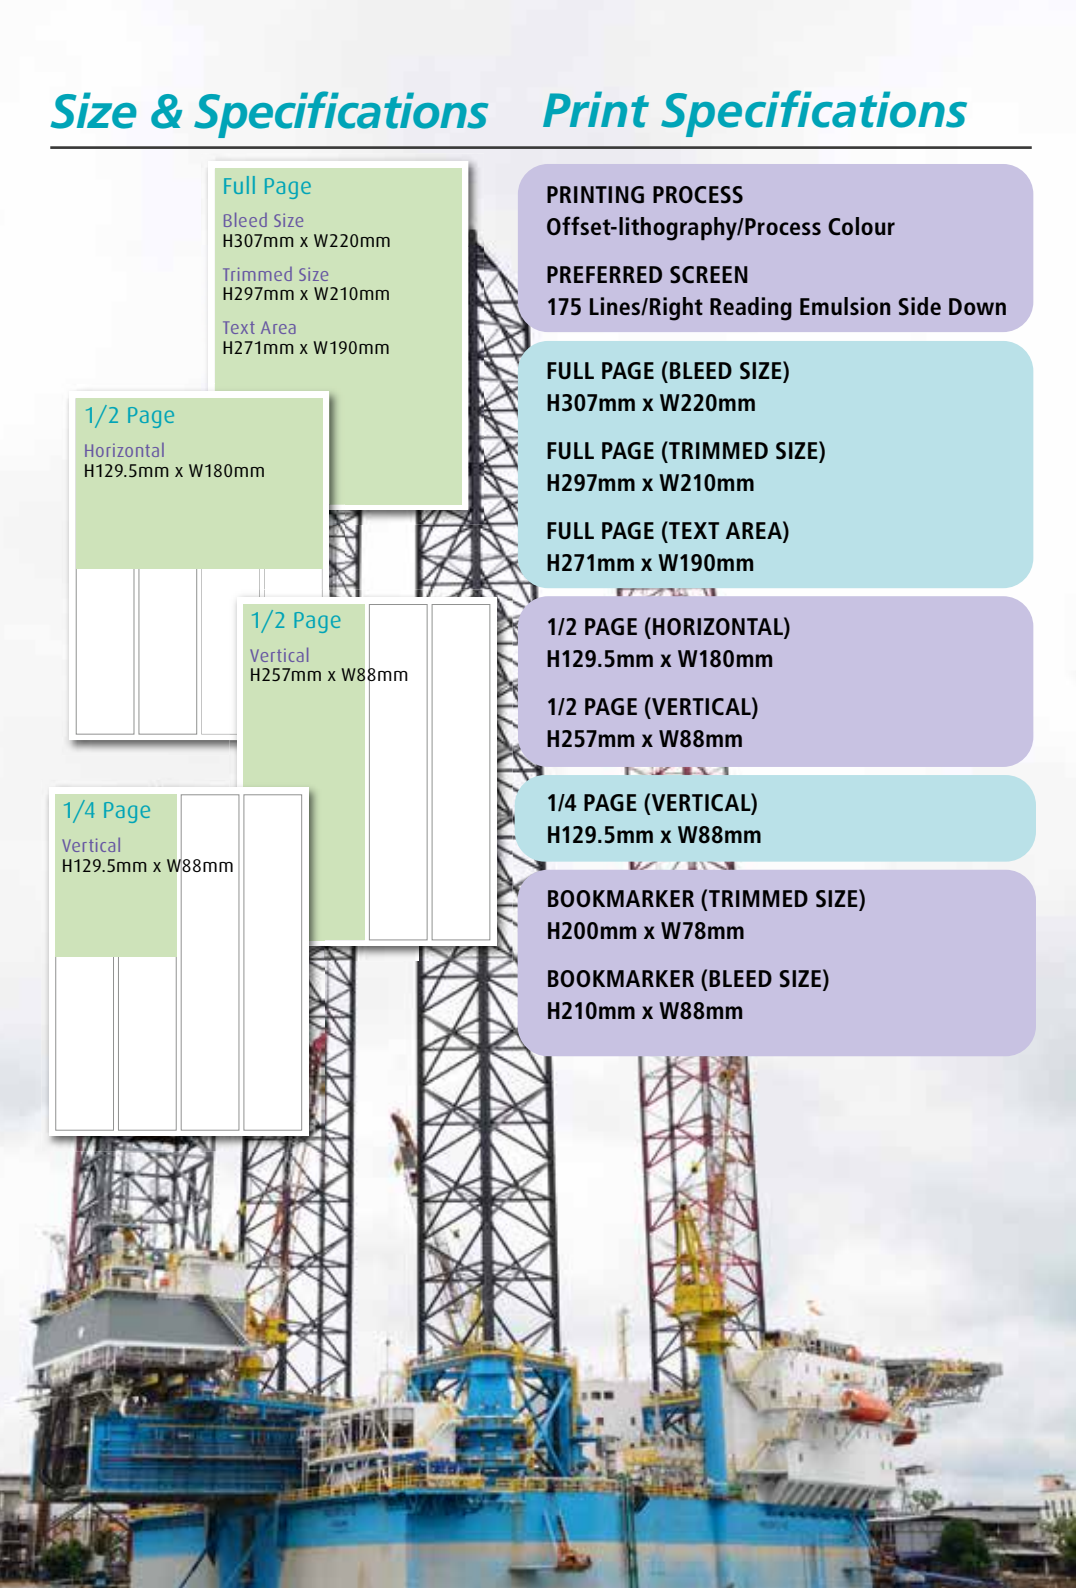 Size & Specifications
Print Specifications
Full Page
Bleed Size
H307mm x W220mm
Trimmed Size
H297mm x W210mm
Text Area
H271mm x W190mm
1/2 Page
Horizontal
H129.5mm x W180mm
1/2 Page
Vertical
H257mm x W88mm
1/4 Page
Vertical
H129.5mm x W88mm
PRINTING PROCESS
Offset-lithography/Process Colour
PREFERRED SCREEN
175 Lines/Right Reading Emulsion Side Down
FULL PAGE (BLEED SIZE)
H307mm x W220mm
FULL PAGE (TRIMMED SIZE)
H297mm x W210mm
FULL PAGE (TEXT AREA)
H271mm x W190mm
1/2 PAGE (HORIZONTAL)
H129.5mm x W180mm
1/2 PAGE (VERTICAL)
H257mm x W88mm
1/4 PAGE (VERTICAL)
H129.5mm x W88mm
BOOKMARKER (TRIMMED SIZE)
H200mm x W78mm
BOOKMARKER (BLEED SIZE)
H210mm x W88mm